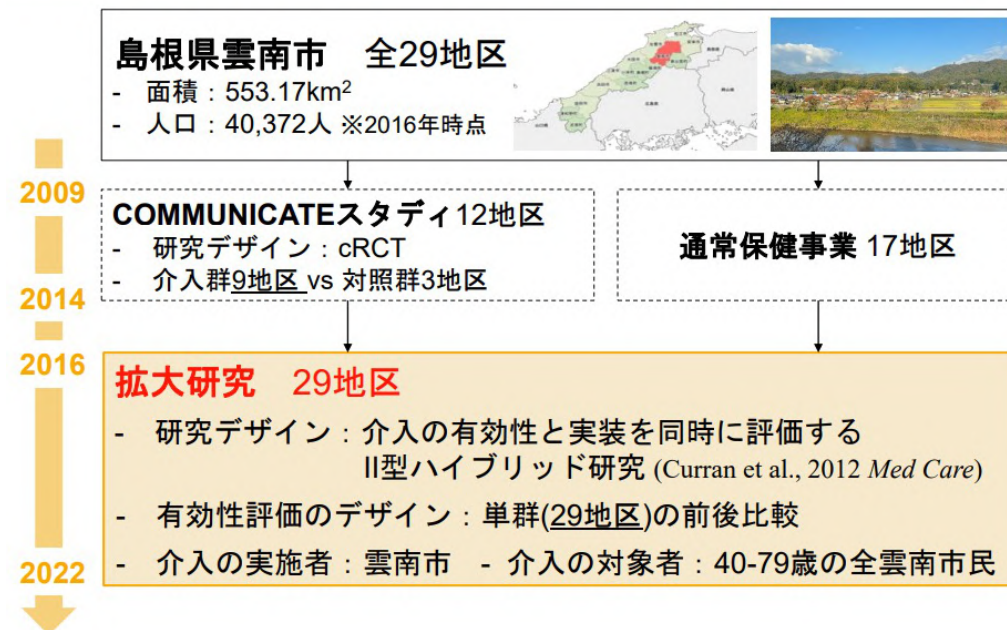 島根県雲南市　全29地区
- 面積：553.17km²
- 人口：40,372人 ※2016年時点
2009
COMMUNICATEスタディ12地区
- 研究デザイン：cRCT
- 介入群9地区 vs 対照群3地区
通常保健事業 17地区
2014
2016
拡大研究　29地区
- 研究デザイン：介入の有効性と実装を同時に評価する
II型ハイブリッド研究 (Curran et al., 2012 Med Care)
- 有効性評価のデザイン：単群(29地区)の前後比較
- 介入の実施者：雲南市　- 介入の対象者：40-79歳の全雲南市民
2022